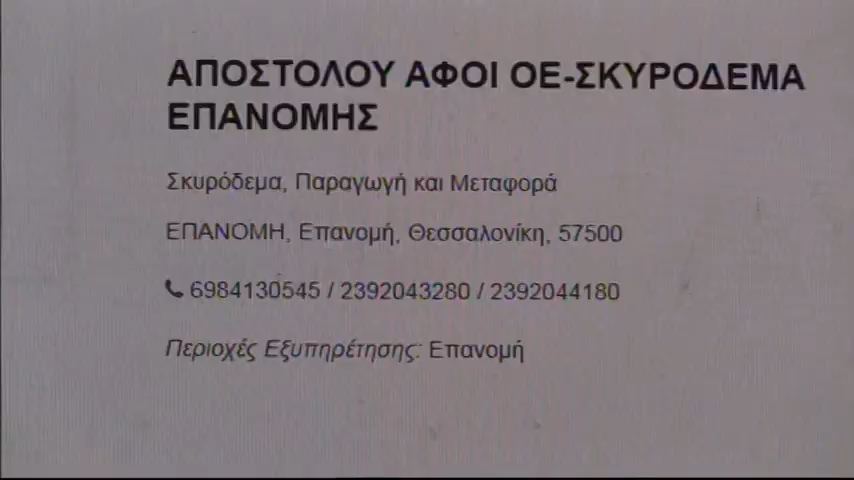 ΑΠΟΣΤΟΛΟΥ ΑΦΟΙ ΟΕ-ΣΚΥΡΟΔΕΜΑ
ΕΠΑΝΟΜΗΣ
Σκυρόδεμα, Παραγωγή και Μεταφορά
ΕΠΑΝΟΜΗ, Επανομή, Θεσσαλονίκη, 57500
6984130545 / 2392043280 / 2392044180
Περιοχές Εξυπηρέτησης: Επανομή